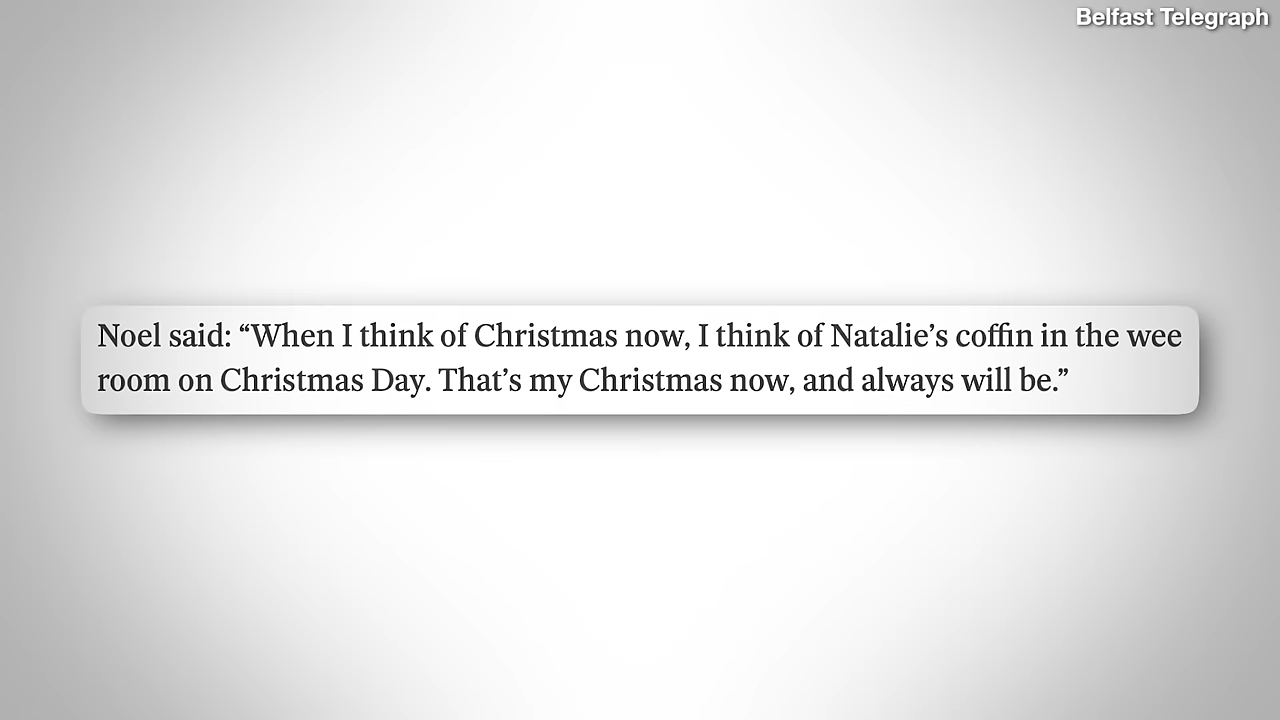 Belfast Telegraph
Noel said: “When I think of Christmas now, I think of Natalie’s coffin in the wee
room on Christmas Day. That’s my Christmas now, and always will be.”